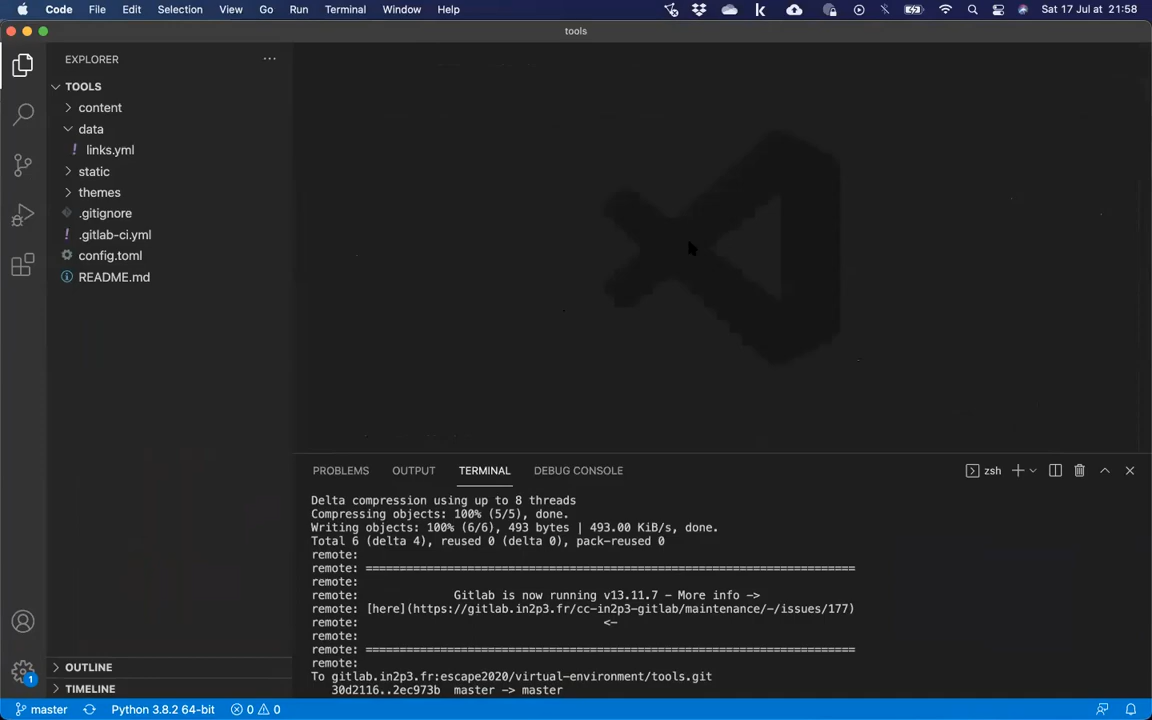 Code File Edit Selection View Go Run Terminal Window Help Sat 17 Jul at 21:58
tools
EXPLORER
TOOLS
content
data
! links.yml
static
themes
.gitignore
! .gitlab-ci.yml
config.toml
README.md
OUTLINE
TIMELINE
PROBLEMS OUTPUT TERMINAL DEBUG CONSOLE zsh
Delta compression using up to 8 threads
Compressing objects: 100% (5/5), done.
Writing objects: 100% (6/6), 493 bytes | 493.00 KiB/s, done.
Total 6 (delta 4), reused 0 (delta 0), pack-reused 0
remote:
remote: ========================================================================
remote:
remote: Gitlab is now running v13.11.7 - More info ->
remote: [here](https://gitlab.in2p3.fr/cc-in2p3-gitlab/maintenance/-/issues/177)
remote: <-
remote:
remote: ========================================================================
remote:
To gitlab.in2p3.fr:escape2020/virtual-environment/tools.git
30d2116..2ec973b master -> master
1
master Python 3.8.2 64-bit 0 0